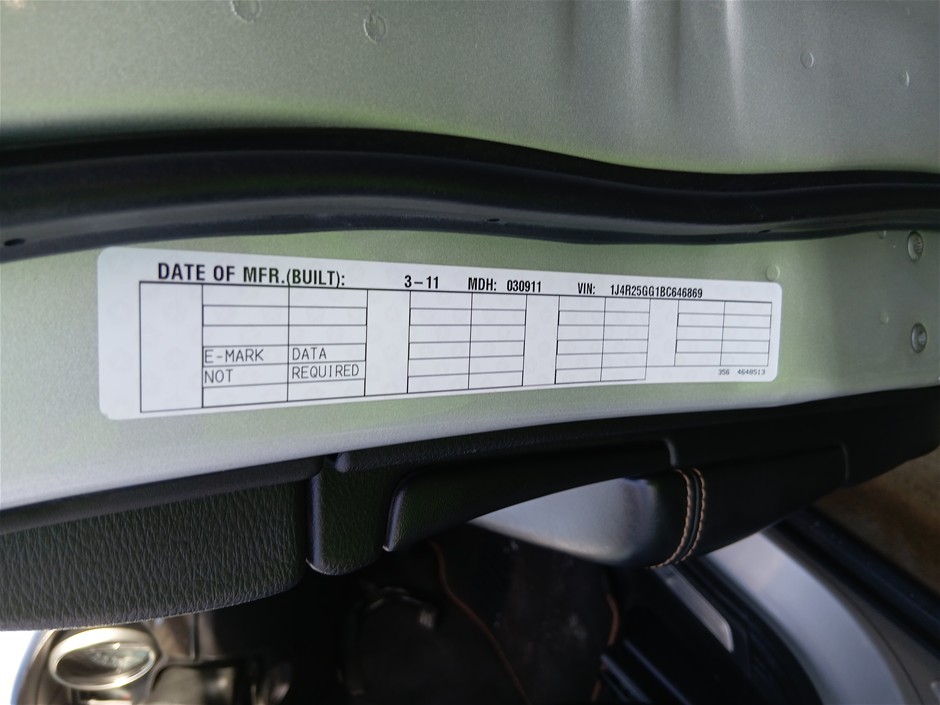 DATE OF MFR.(BUILT): 3-11 MDH: 030911 VIN: 1J4R25GG1BC646869
E-MARK DATA
NOT REQUIRED
356 4640513